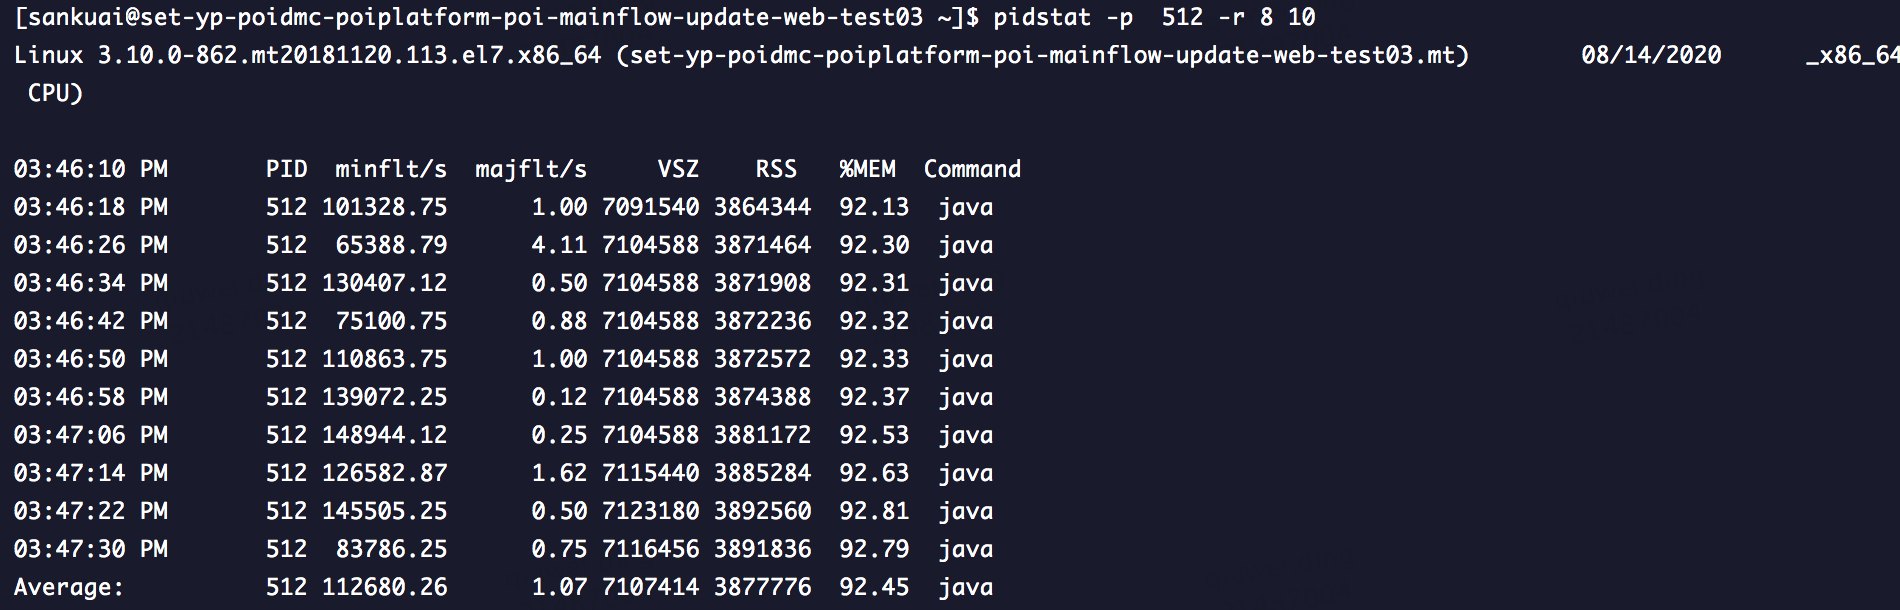 [sankuai@set-yp-poidmc-poiplatform-poi-mainflow-update-web-test03 ~]$ pidstat -p  512 -r 8 10
Linux 3.10.0-862.mt20181120.113.el7.x86_64 (set-yp-poidmc-poiplatform-poi-mainflow-update-web-test03.mt)        08/14/2020      _x86_64
 CPU)
03:46:10 PM       PID  minflt/s  majflt/s     VSZ    RSS   %MEM  Command
03:46:18 PM       512 101328.75      1.00 7091540 3864344  92.13  java
03:46:26 PM       512  65388.79      4.11 7104588 3871464  92.30  java
03:46:34 PM       512 130407.12      0.50 7104588 3871908  92.31  java
03:46:42 PM       512  75100.75      0.88 7104588 3872236  92.32  java
03:46:50 PM       512 110863.75      1.00 7104588 3872572  92.33  java
03:46:58 PM       512 139072.25      0.12 7104588 3874388  92.37  java
03:47:06 PM       512 148944.12      0.25 7104588 3881172  92.53  java
03:47:14 PM       512 126582.87      1.62 7115440 3885284  92.63  java
03:47:22 PM       512 145505.25      0.50 7123180 3892560  92.81  java
03:47:30 PM       512  83786.25      0.75 7116456 3891836  92.79  java
Average:          512 112680.26      1.07 7107414 3877776  92.45  java